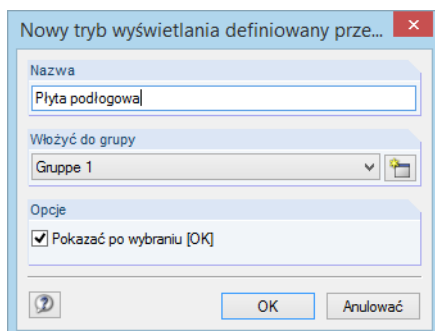 Nowy tryb wyświetlania definiowany prze...
Nazwa
Płyta podłogowa
Włożyć do grupy
Gruppe 1
Opcje
Pokazać po wybraniu [OK]
OK
Anulować